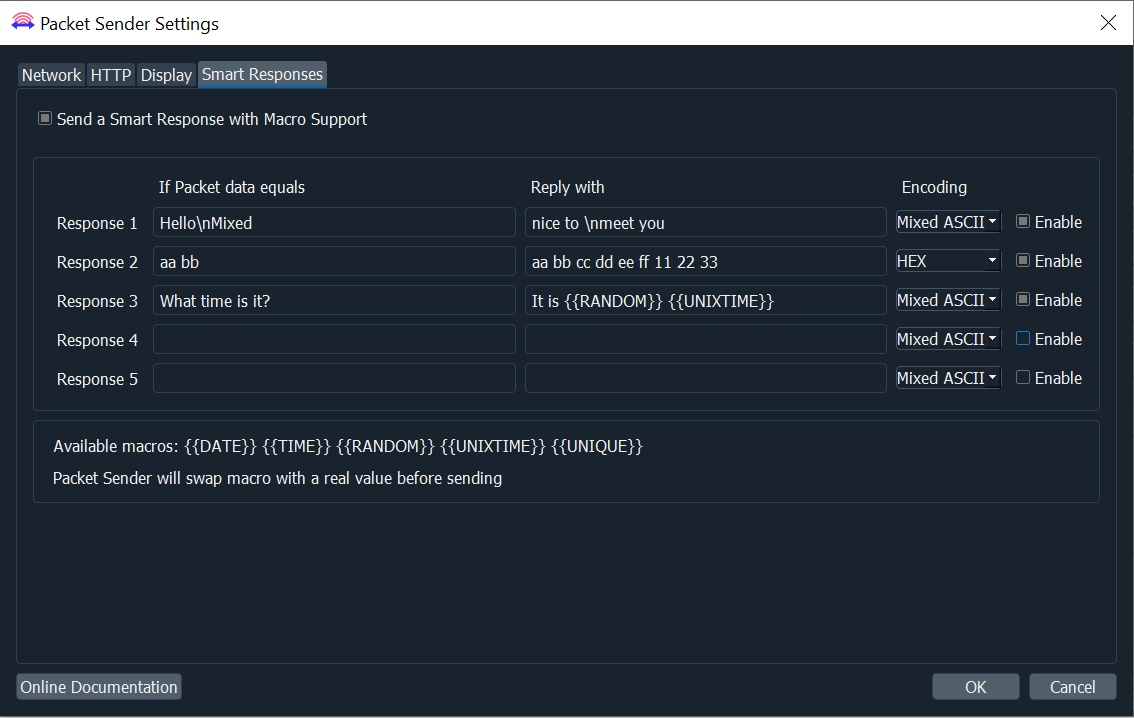 Packet Sender Settings
Network HTTP Display Smart Responses
Send a Smart Response with Macro Support
If Packet data equals Reply with Encoding
Response 1 Hello\nMixed nice to \nmeet you Mixed ASCII Enable
Response 2 aa bb aa bb cc dd ee ff 11 22 33 HEX Enable
Response 3 What time is it? It is {{RANDOM}} {{UNIXTIME}} Mixed ASCII Enable
Response 4 Mixed ASCII Enable
Response 5 Mixed ASCII Enable
Available macros: {{DATE}} {{TIME}} {{RANDOM}} {{UNIXTIME}} {{UNIQUE}}
Packet Sender will swap macro with a real value before sending
Online Documentation OK Cancel